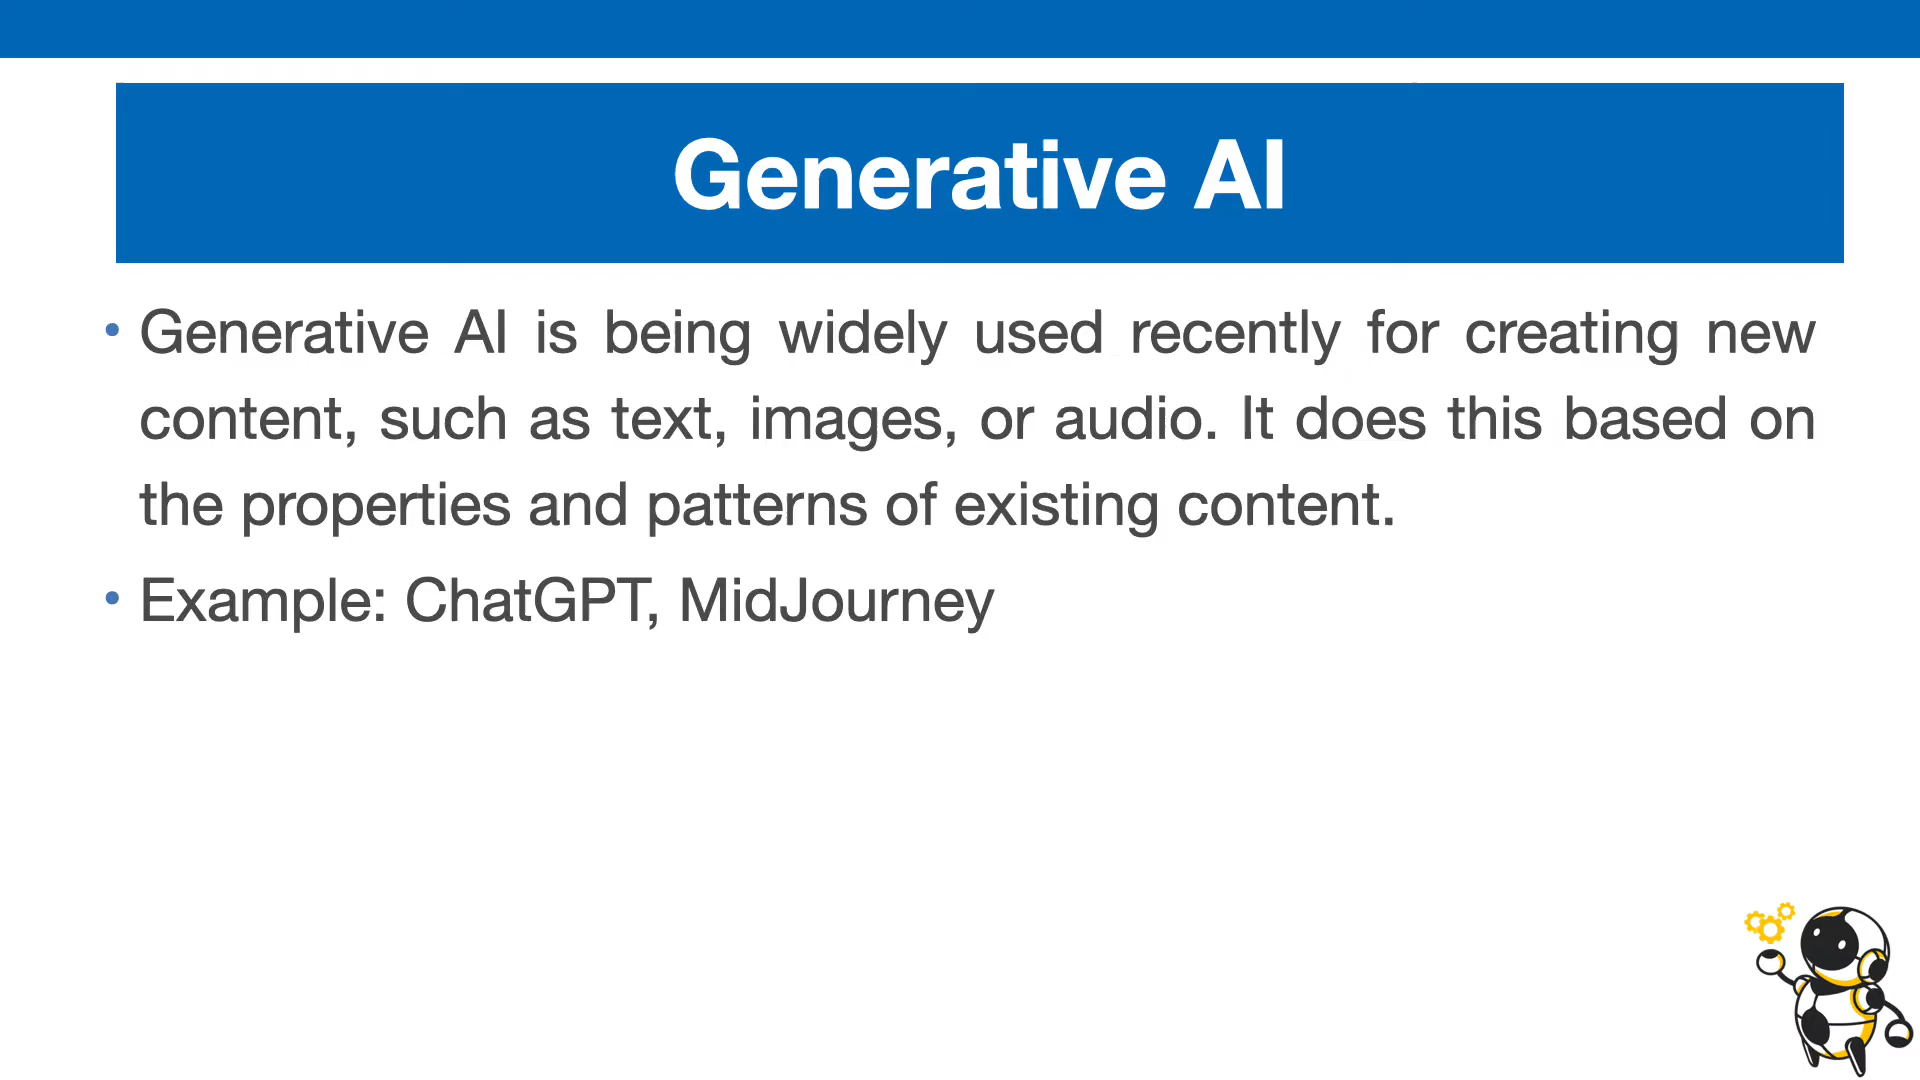 Generative AI
• Generative AI is being widely used recently for creating new
content, such as text, images, or audio. It does this based on
the properties and patterns of existing content.
• Example: ChatGPT, MidJourney